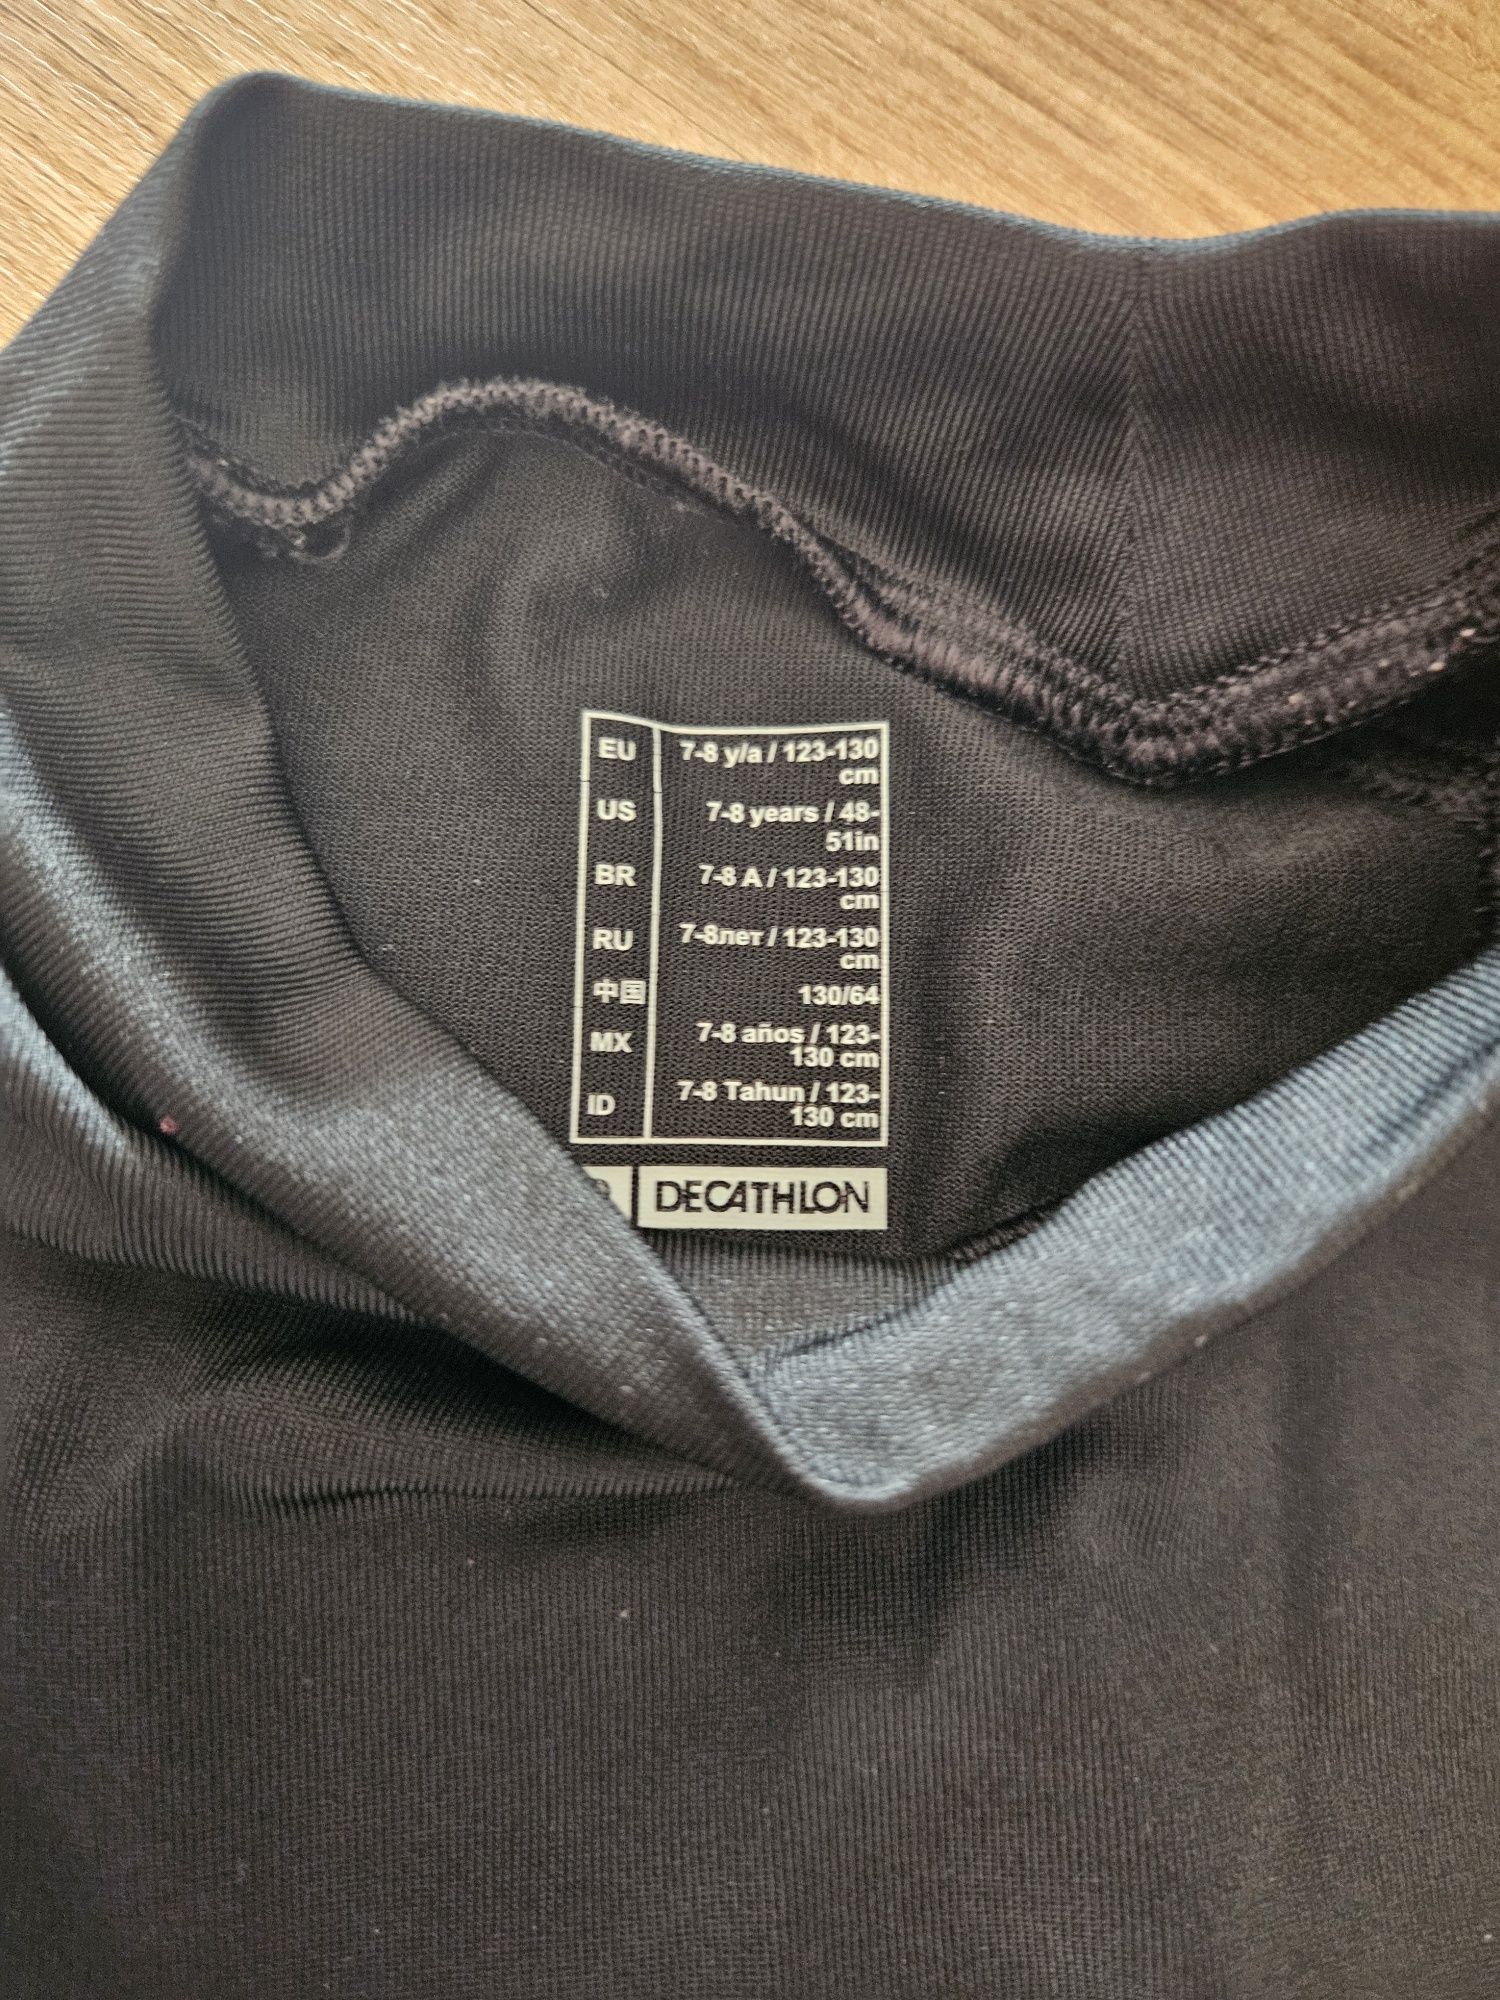 EU 7-8 y/a / 123-130
cm
US 7-8 years / 48-
51in
BR 7-8 A / 123-130
cm
RU 7-8лет / 123-130
cm
中国 130/64
MX 7-8 años / 123-
130 cm
ID 7-8 Tahun / 123-
130 cm
DECATHLON